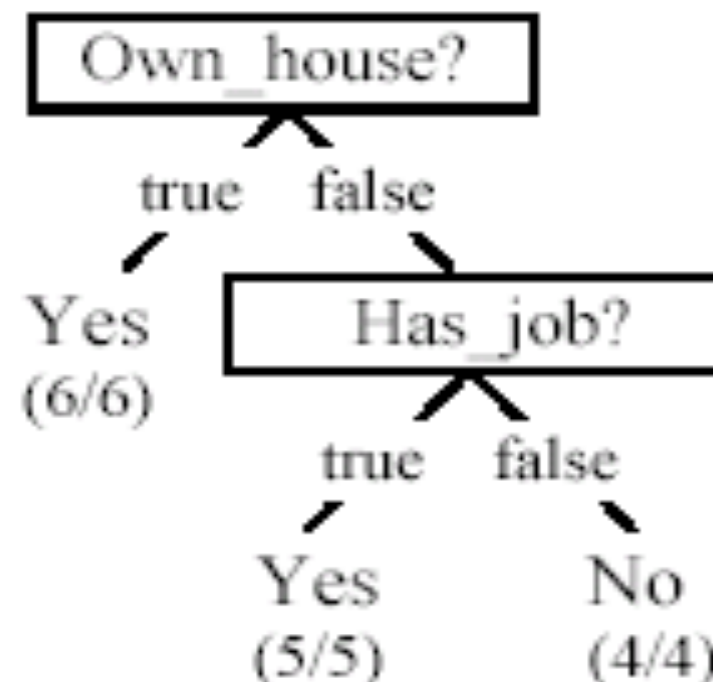 Own_house?
true false
Yes
(6/6)
Has_job?
true false
Yes No
(5/5) (4/4)